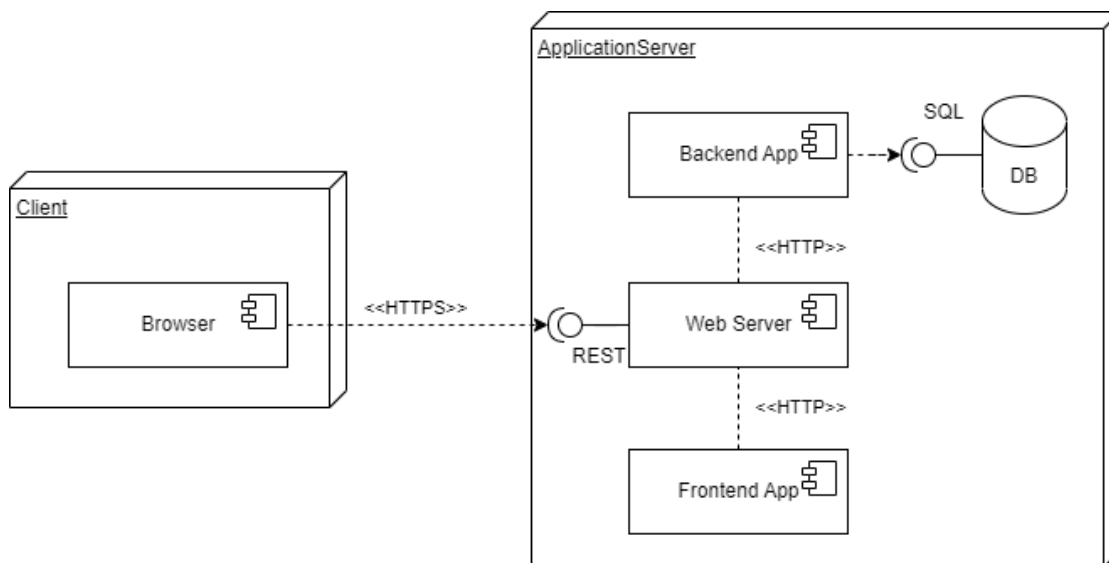 ApplicationServer
SQL
Backend App
DB
Client
<<HTTP>>
<<HTTPS>>
Browser
Web Server
REST
<<HTTP>>
Frontend App